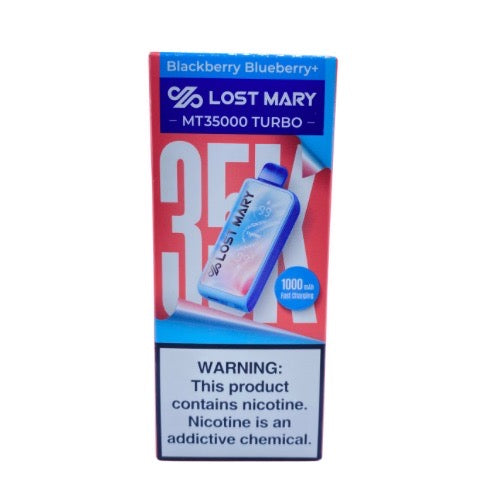 Blackberry Blueberry+
LOST MARY
MT35000 TURBO
35K
LOST MARY
1000 mAh
Fast Charging
WARNING:
This product
contains nicotine.
Nicotine is an
addictive chemical.